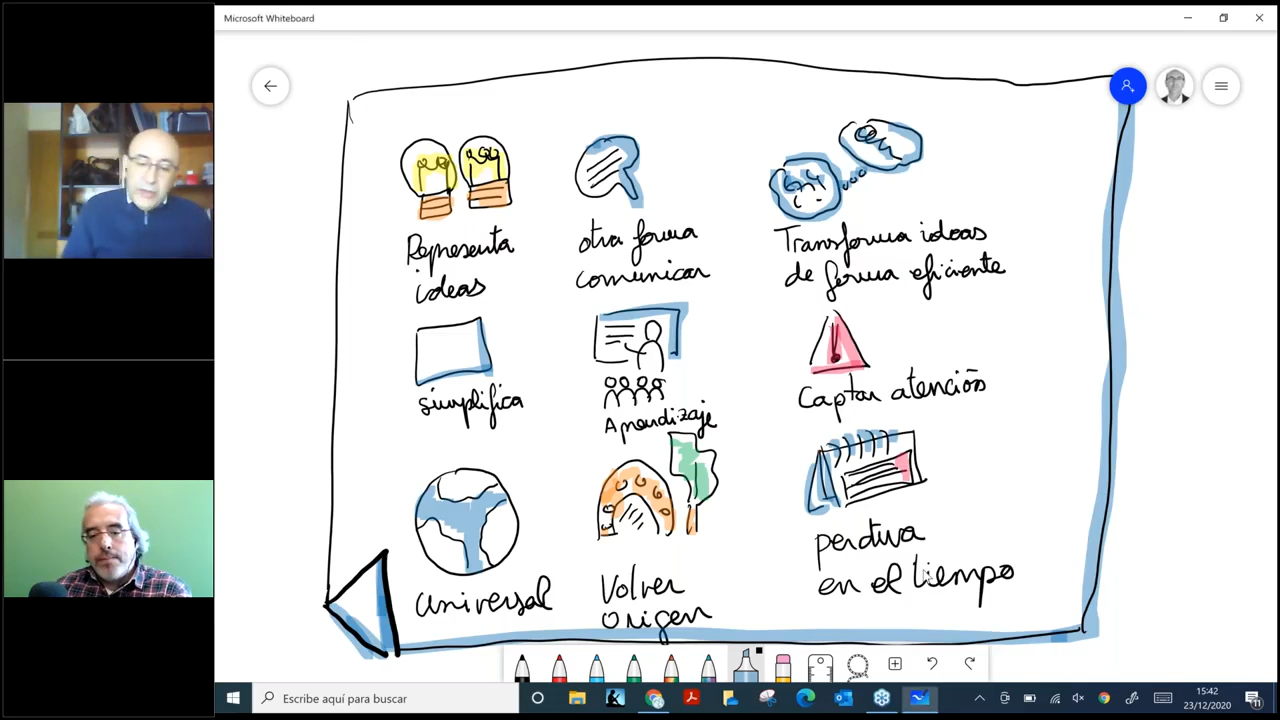 Microsoft Whiteboard
Representa
ideas
otra forma
comunicar
Transforma ideas
de forma eficiente
simplifica
Aprendizaje
Captar atención
universal
Volver
origen
perdura
en el tiempo
Escribe aquí para buscar
15:42
23/12/2020
11